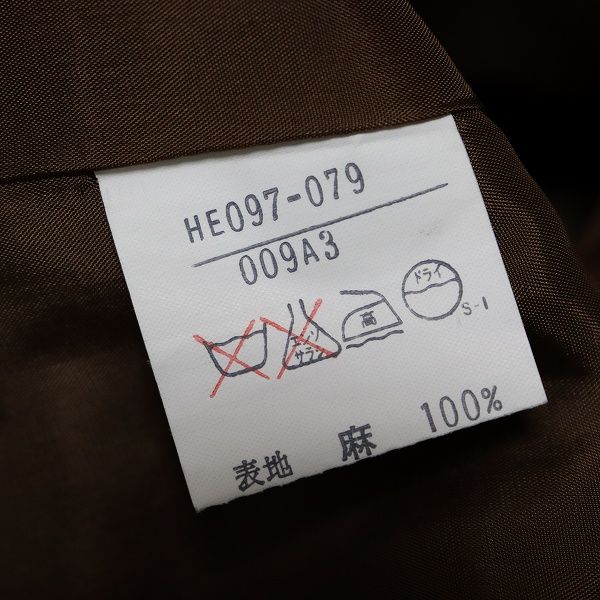 HE097-079
009A3
エンソ
サラシ
高
ドライ
S-1
表地 麻 100%